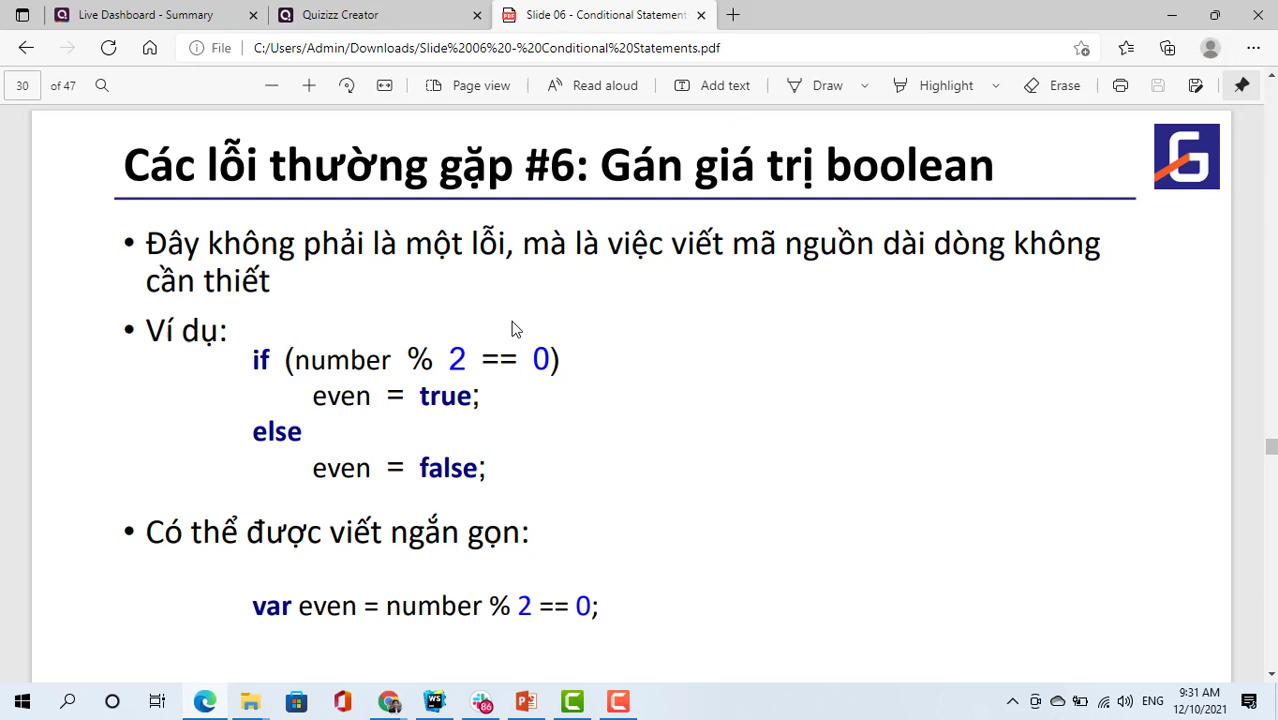 Live Dashboard - Summary
Quizizz Creator
Slide 06 - Conditional Statement
File C:/Users/Admin/Downloads/Slide%2006%20-%20Conditional%20Statements.pdf
30 of 47 Page view Read aloud Add text Draw Highlight Erase
Các lỗi thường gặp #6: Gán giá trị boolean
• Đây không phải là một lỗi, mà là việc viết mã nguồn dài dòng không
cần thiết
• Ví dụ:
if (number % 2 == 0)
even = true;
else
even = false;
• Có thể được viết ngắn gọn:
var even = number % 2 == 0;
ENG
9:31 AM
12/10/2021
WS
86